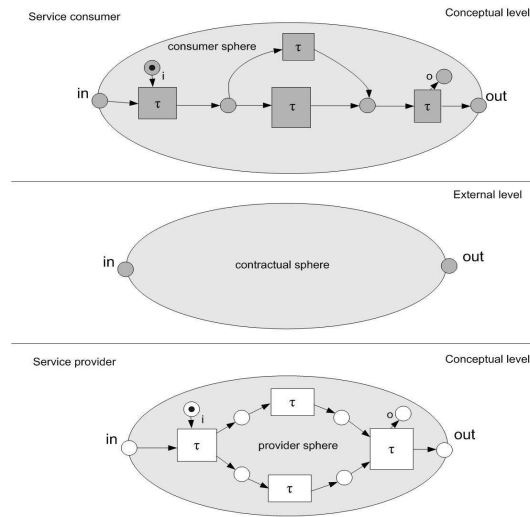 Service consumer
Conceptual level
consumer sphere
τ
i
o
in
τ
τ
τ
out
External level
in
contractual sphere
out
Service provider
Conceptual level
τ
i
o
in
τ
provider sphere
τ
out
τ